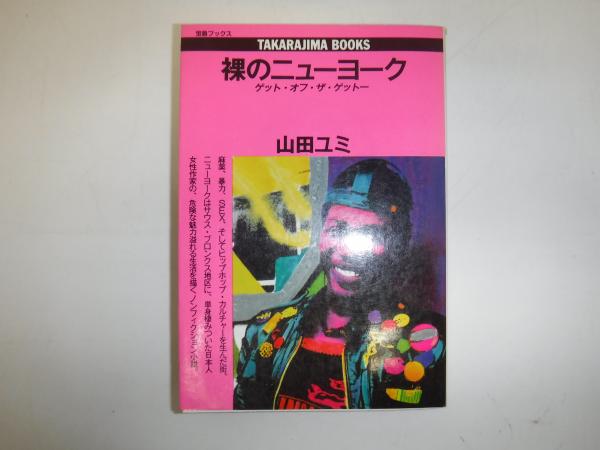 宝島ブックス
TAKARAJIMA BOOKS
裸のニューヨーク
ゲット・オブ・ザ・ゲットー
山田ユミ
麻薬、暴力、SEX、そしてヒップホップ・カルチャーを生んだ街、
ニューヨークはサウス・ブロンクス地区に、単身棲みついた日本人
女性作家の、危険な魅力溢れる生活を描くノンフィクション小説。